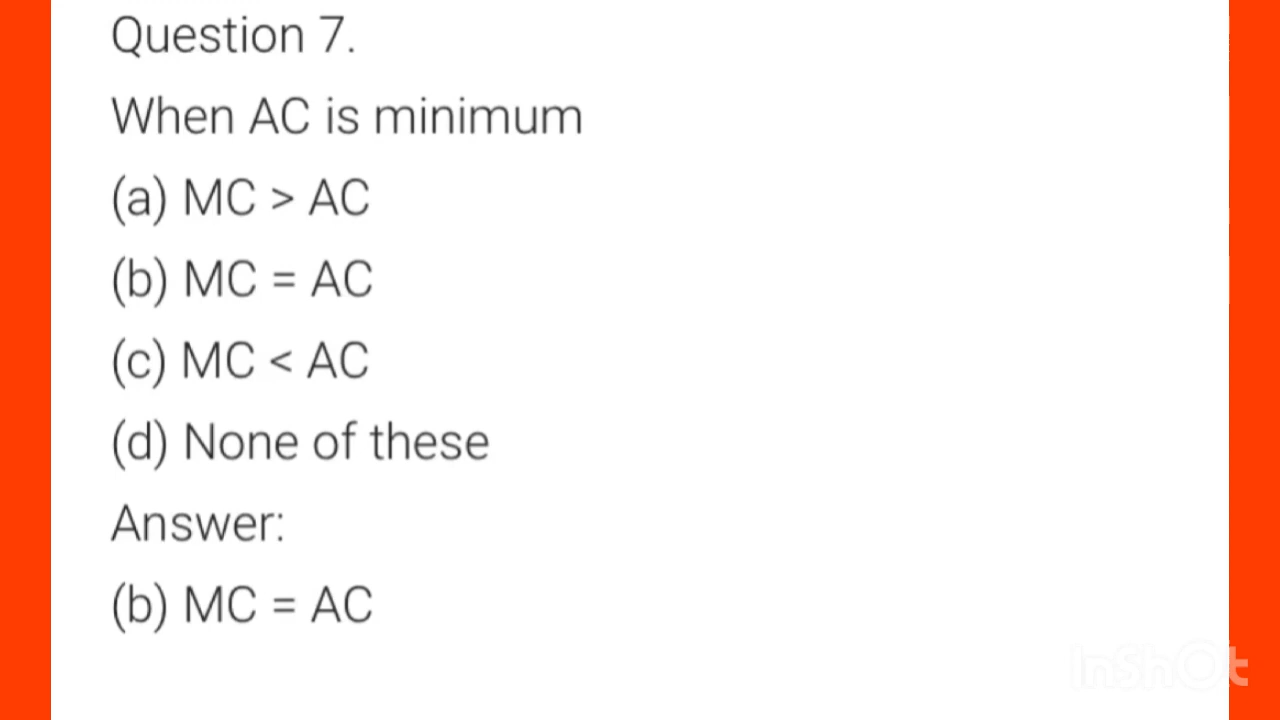 Question 7.
When AC is minimum
(a) MC > AC
(b) MC = AC
(c) MC < AC
(d) None of these
Answer:
(b) MC = AC
InShOt